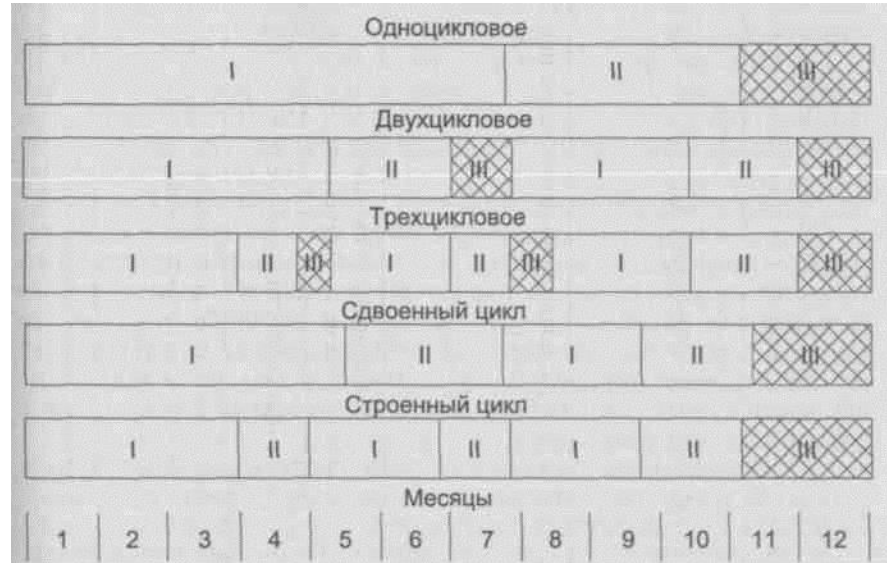 Одноцикловое
I II III
Двухцикловое
I II III I II III
Трехцикловое
I II III I II III I II III
Сдвоенный цикл
I II I II III
Строенный цикл
I II I II I II III
Месяцы
1 2 3 4 5 6 7 8 9 10 11 12